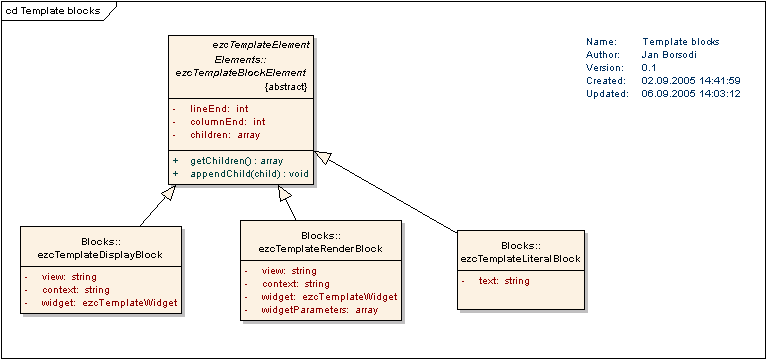 cd Template blocks
Name: Template blocks
Author: Jan Borsodi
Version: 0.1
Created: 02.09.2005 14:41:59
Updated: 06.09.2005 14:03:12
ezcTemplateElement
Elements::
ezcTemplateBlockElement
{abstract}
- lineEnd: int
- columnEnd: int
- children: array
+ getChildren() : array
+ appendChild(child) : void
Blocks::
ezcTemplateDisplayBlock
- view: string
- context: string
- widget: ezcTemplateWidget
Blocks::
ezcTemplateRenderBlock
- view: string
- context: string
- widget: ezcTemplateWidget
- widgetParameters: array
Blocks::
ezcTemplateLiteralBlock
- text: string